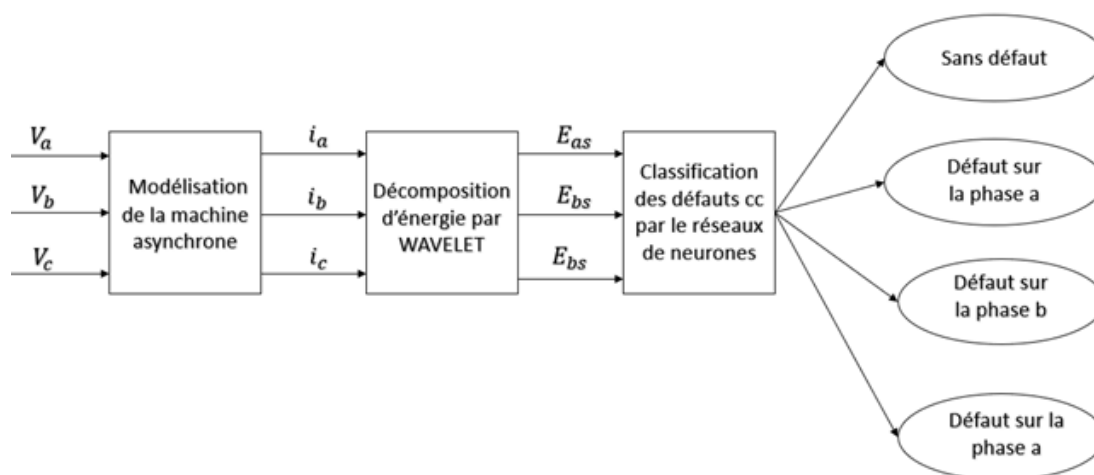 V_a
V_b
V_c
Modélisation
de la machine
asynchrone
i_a
i_b
i_c
Décomposition
d'énergie par
WAVELET
E_as
E_bs
E_bs
Classification
des défauts cc
par le réseaux
de neurones
Sans défaut
Défaut sur
la phase a
Défaut sur
la phase b
Défaut sur la
phase a